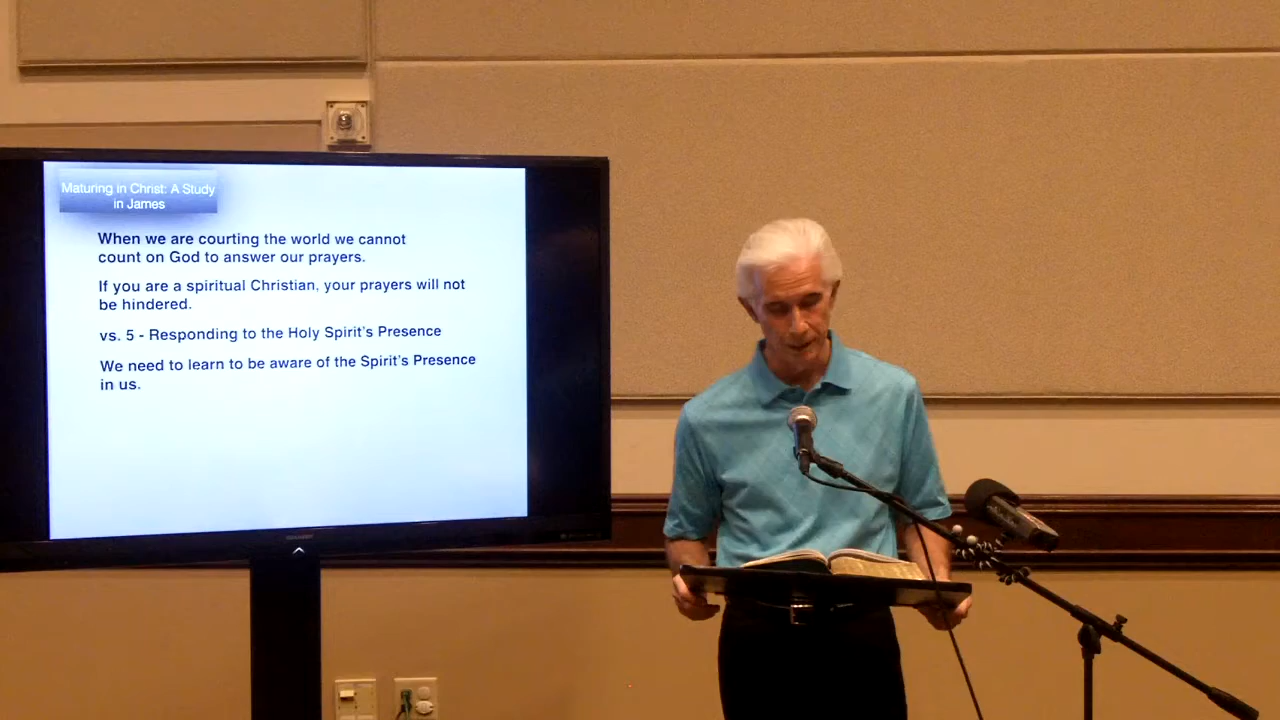 Maturing in Christ: A Study
in James
When we are courting the world we cannot
count on God to answer our prayers.
If you are a spiritual Christian, your prayers will not
be hindered.
vs. 5 - Responding to the Holy Spirit's Presence
We need to learn to be aware of the Spirit's Presence
in us.